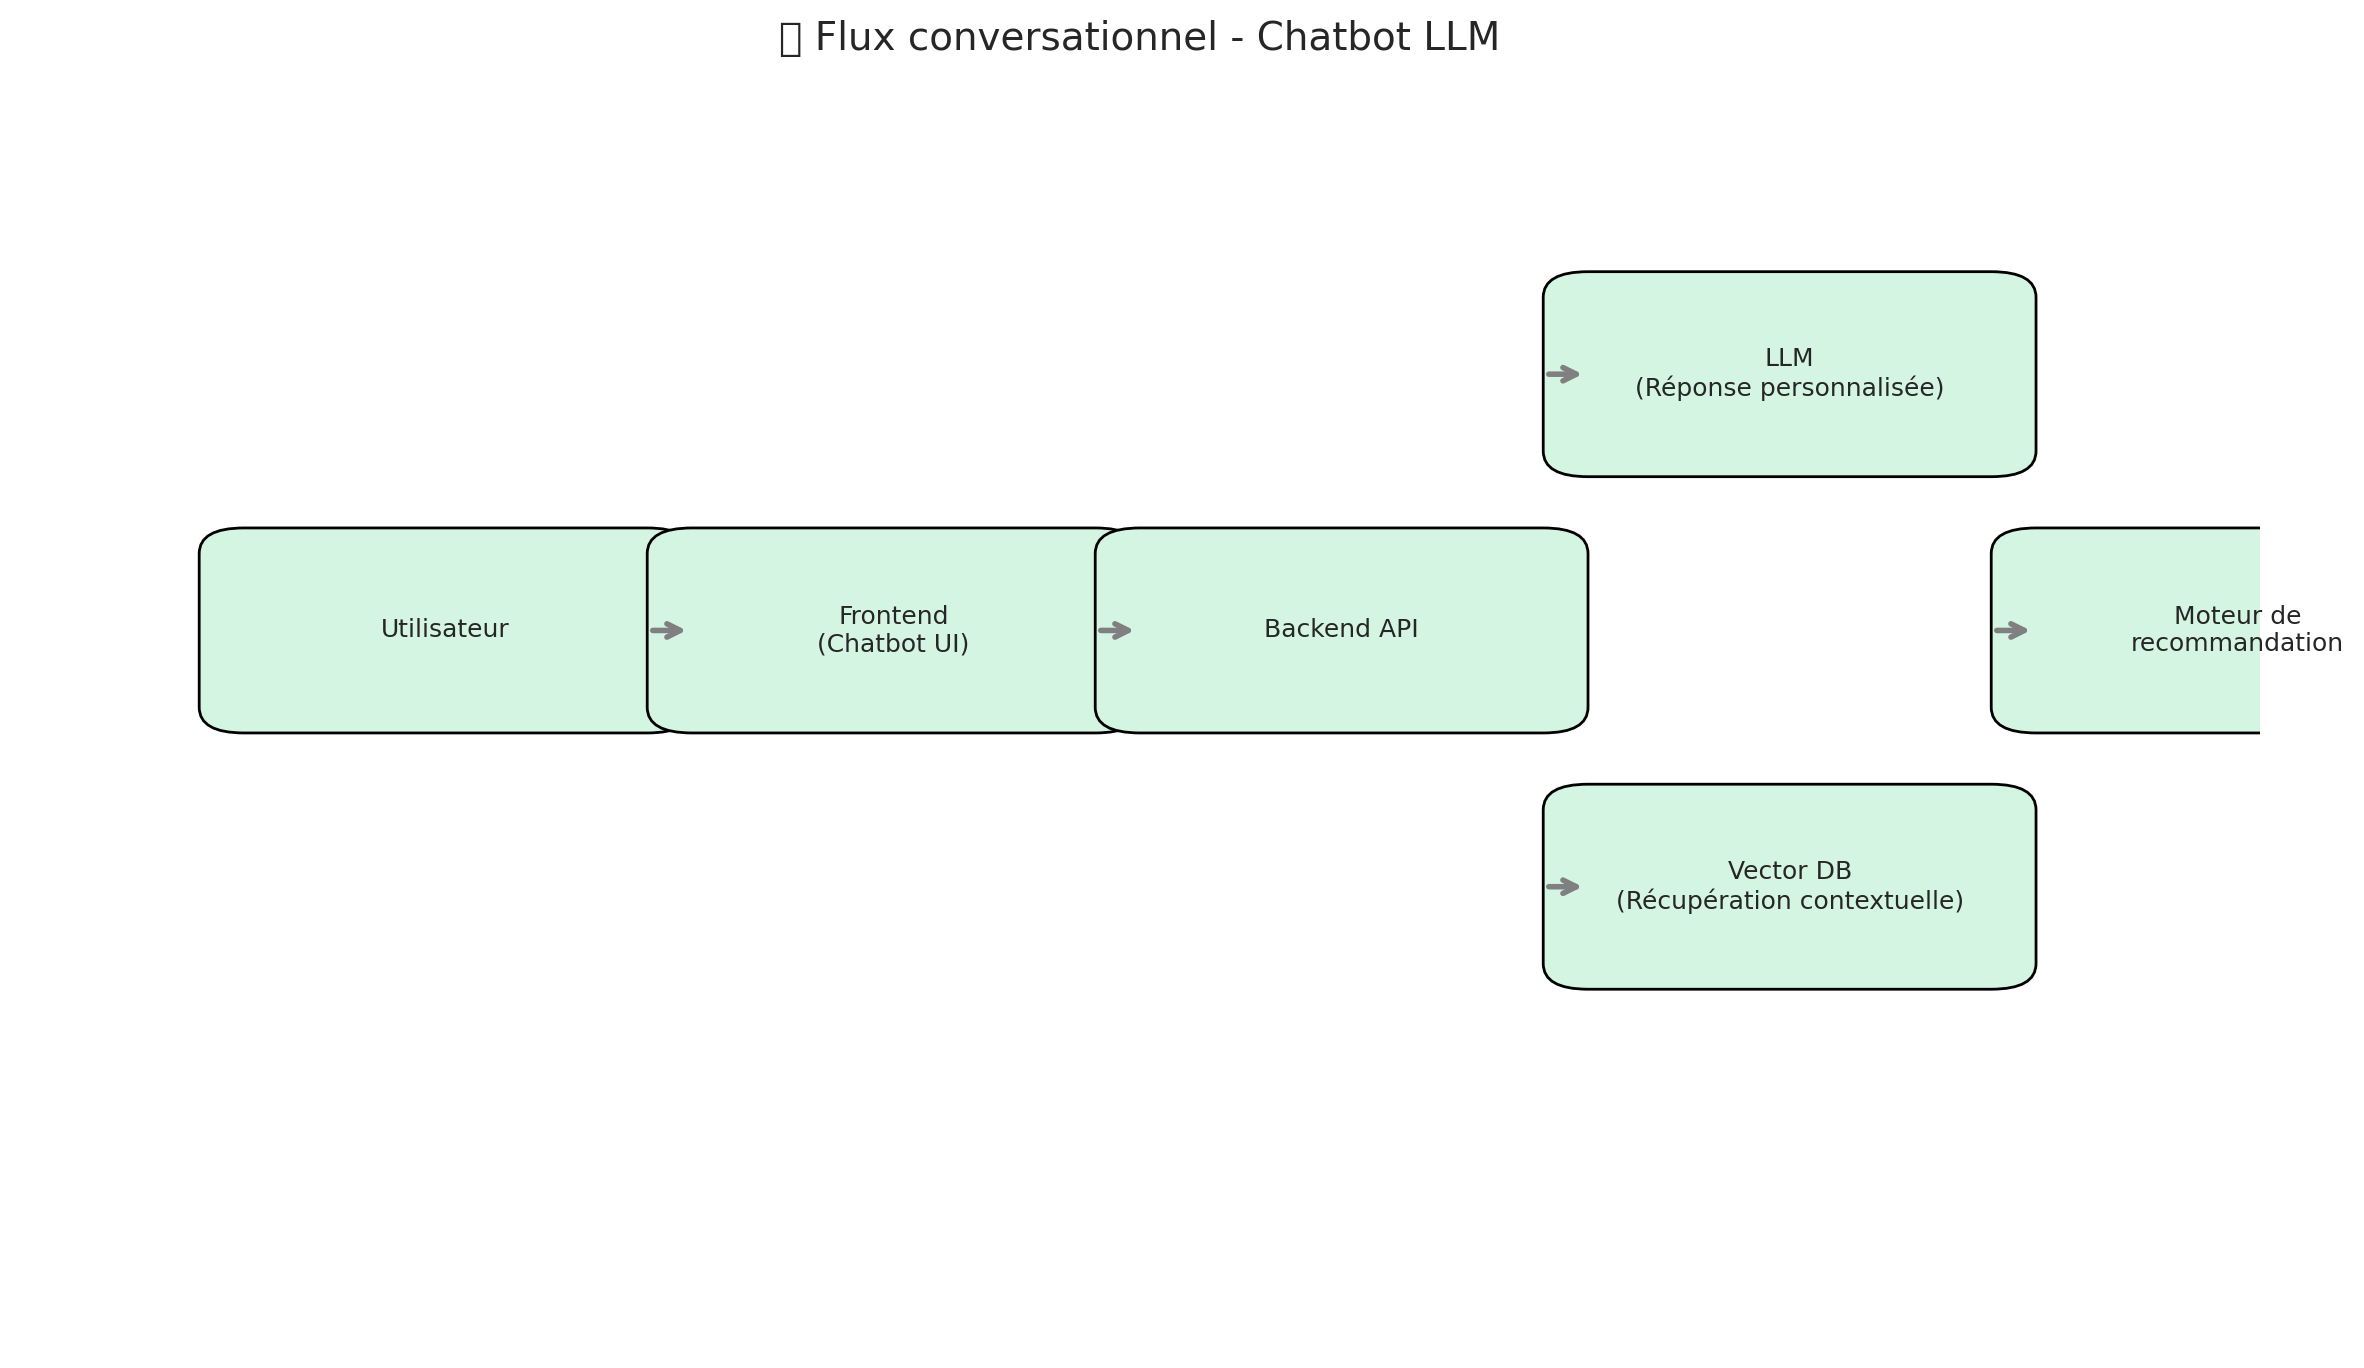 Flux conversationnel - Chatbot LLM
LLM
(Réponse personnalisée)
Utilisateur
Frontend
(Chatbot UI)
Backend API
Moteur de
recommandation
Vector DB
(Récupération contextuelle)